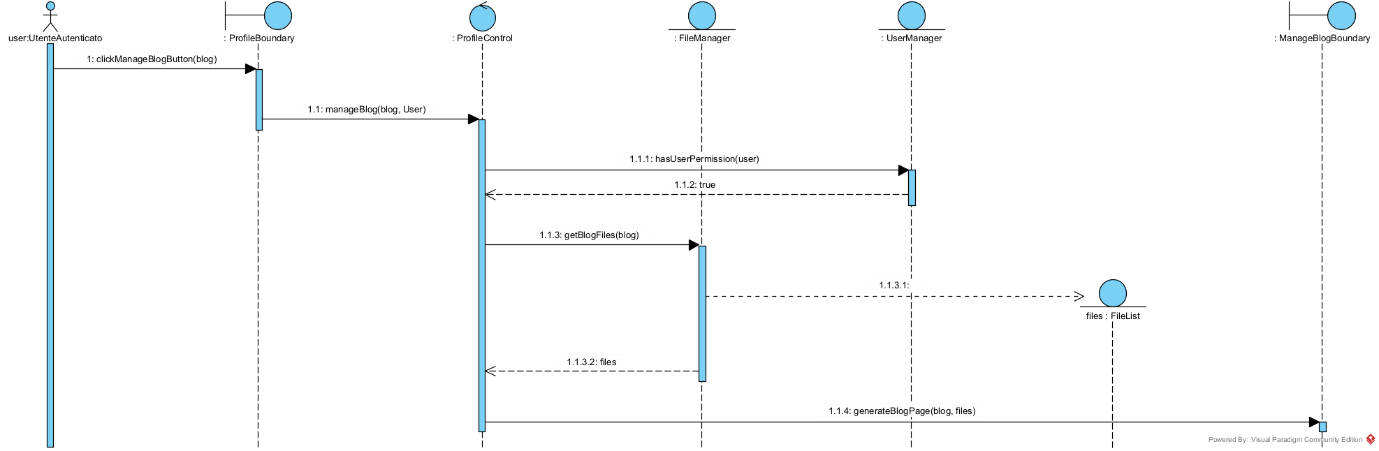 user:UtenteAutenticato
: ProfileBoundary
: ProfileControl
: FileManager
: UserManager
: ManageBlogBoundary
1: clickManageBlogButton(blog)
1.1: manageBlog(blog, User)
1.1.1: hasUserPermission(user)
1.1.2: true
1.1.3: getBlogFiles(blog)
1.1.3.1:
files : FileList
1.1.3.2: files
1.1.4: generateBlogPage(blog, files)
Powered By Visual Paradigm Community Edition